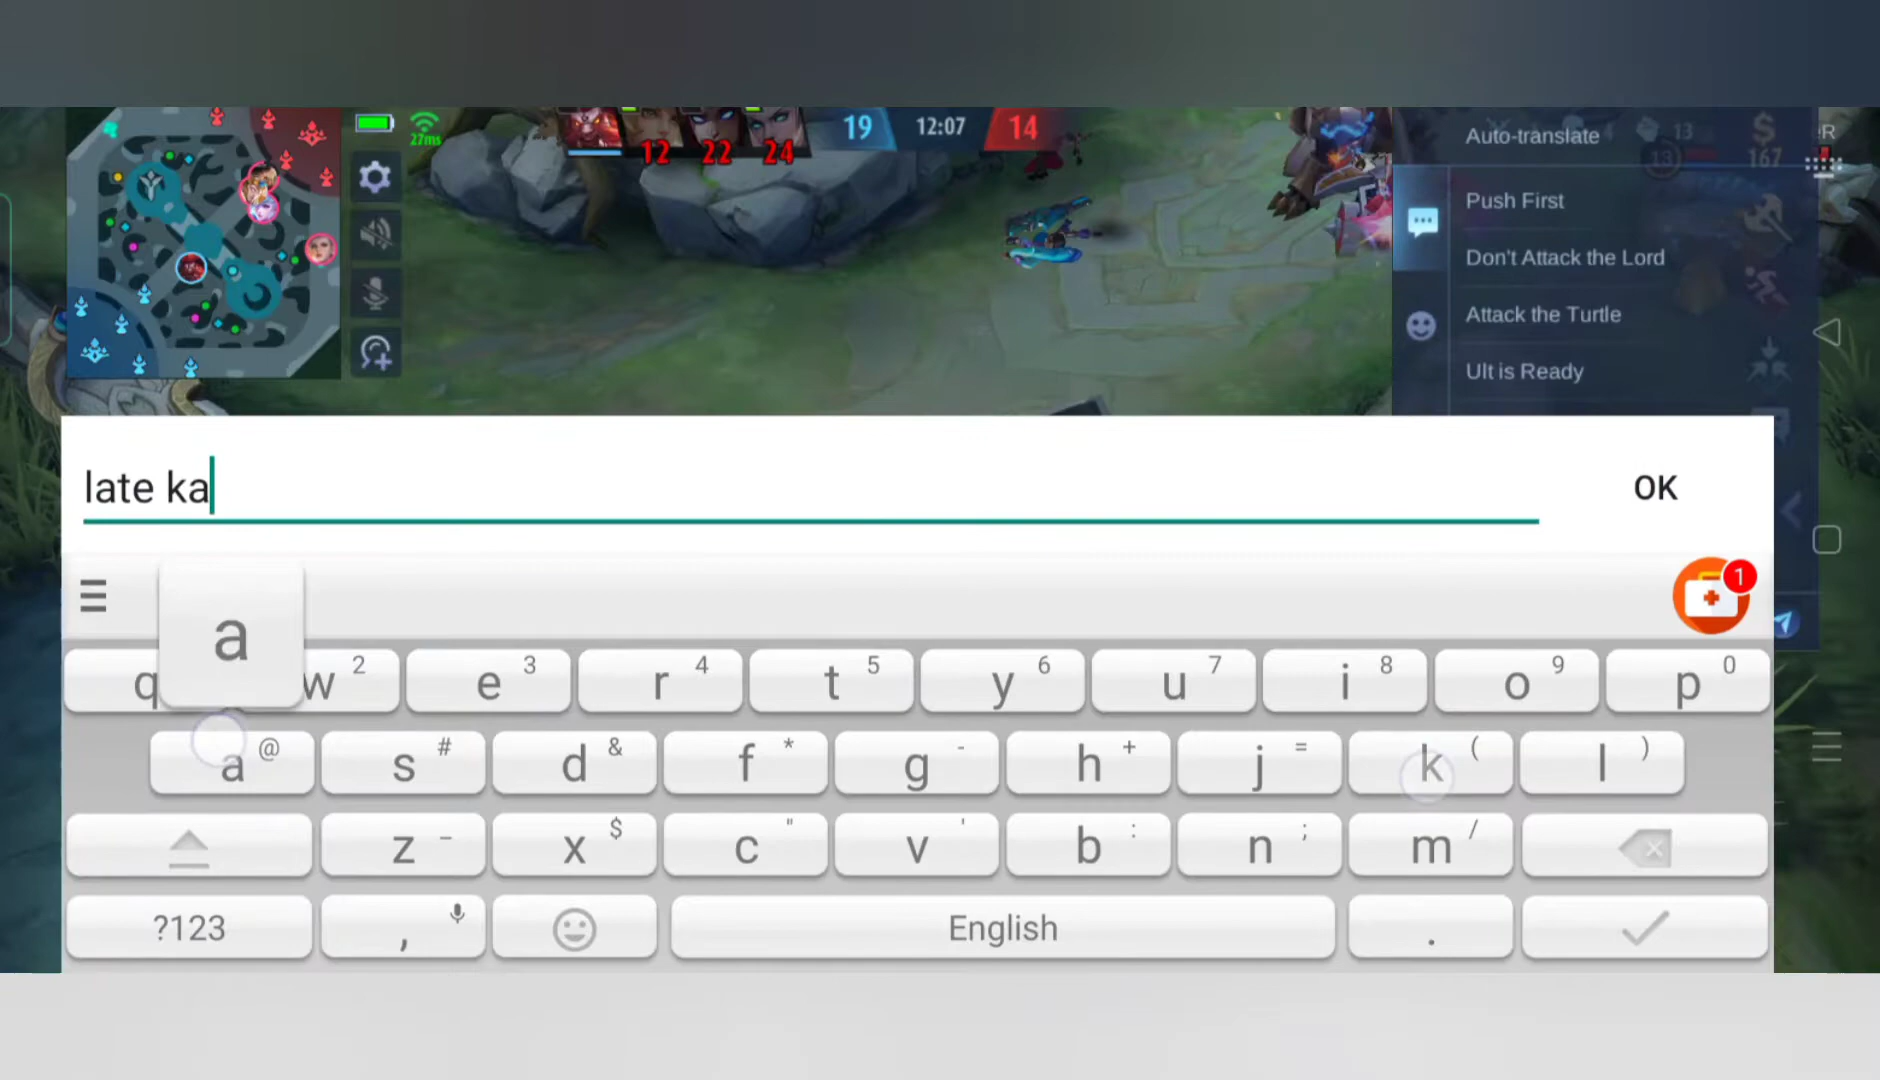 27ms
12 22 24
19 12:07 14
Auto-translate
13
13
167
R
Push First
Don't Attack the Lord
Attack the Turtle
Ult is Ready
late ka
OK
a
1
q w 2 e 3 r 4 t 5 y 6 u 7 i 8 o 9 p 0
a @ s # d & f * g - h + j = k ( l )
z _ x $ c " v ' b : n ; m /
?123 , English .